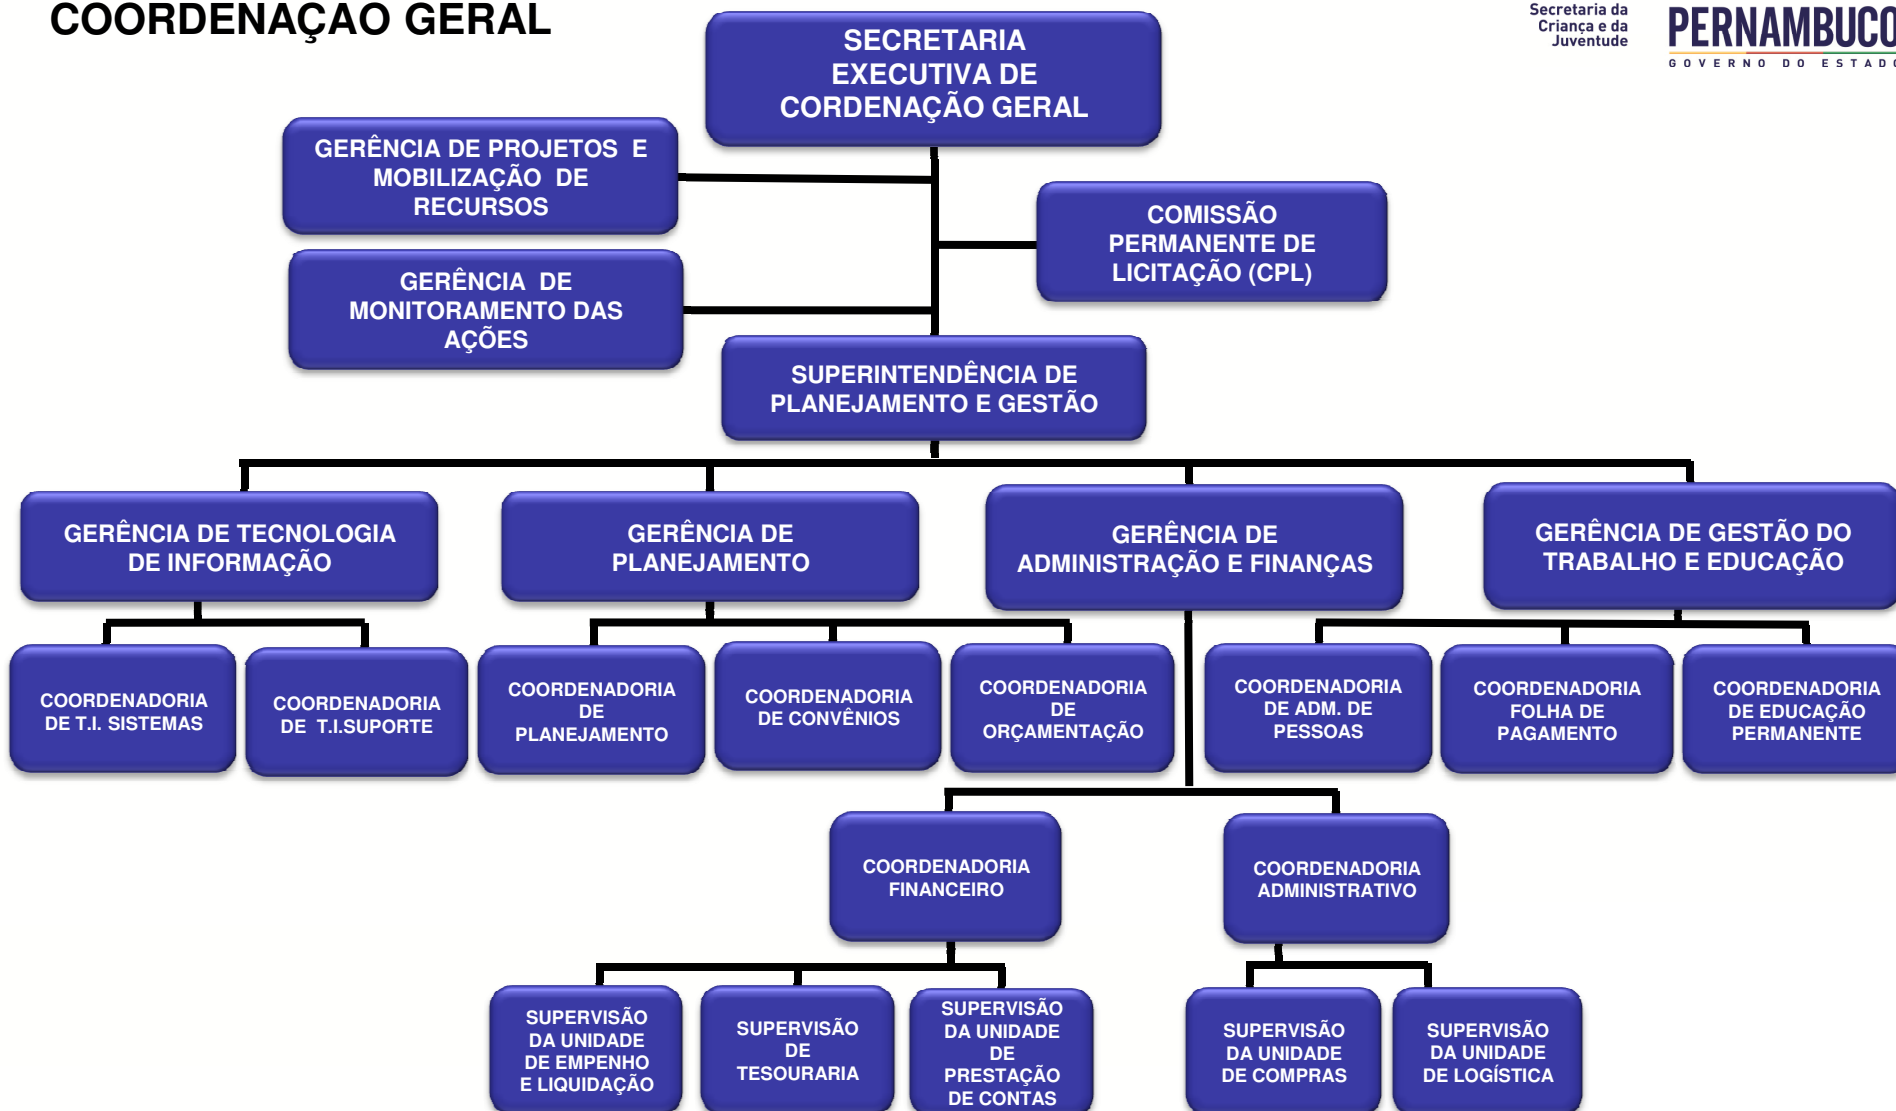 COORDENAÇÃO GERAL
Secretaria da
Criança e da
Juventude
PERNAMBUCO
GOVERNO DO ESTADO
SECRETARIA
EXECUTIVA DE
CORDENAÇÃO GERAL
GERÊNCIA DE PROJETOS E
MOBILIZAÇÃO DE
RECURSOS
COMISSÃO
PERMANENTE DE
LICITAÇÃO (CPL)
GERÊNCIA DE
MONITORAMENTO DAS
AÇÕES
SUPERINTENDÊNCIA DE
PLANEJAMENTO E GESTÃO
GERÊNCIA DE TECNOLOGIA
DE INFORMAÇÃO
GERÊNCIA DE
PLANEJAMENTO
GERÊNCIA DE
ADMINISTRAÇÃO E FINANÇAS
GERÊNCIA DE GESTÃO DO
TRABALHO E EDUCAÇÃO
COORDENADORIA
DE T.I. SISTEMAS
COORDENADORIA
DE T.I.SUPORTE
COORDENADORIA
DE
PLANEJAMENTO
COORDENADORIA
DE CONVÊNIOS
COORDENADORIA
DE
ORÇAMENTAÇÃO
COORDENADORIA
DE ADM. DE
PESSOAS
COORDENADORIA
FOLHA DE
PAGAMENTO
COORDENADORIA
DE EDUCAÇÃO
PERMANENTE
COORDENADORIA
FINANCEIRO
COORDENADORIA
ADMINISTRATIVO
SUPERVISÃO
DA UNIDADE
DE EMPENHO
E LIQUIDAÇÃO
SUPERVISÃO
DE
TESOURARIA
SUPERVISÃO
DA UNIDADE
DE
PRESTAÇÃO
DE CONTAS
SUPERVISÃO
DA UNIDADE
DE COMPRAS
SUPERVISÃO
DA UNIDADE
DE LOGÍSTICA